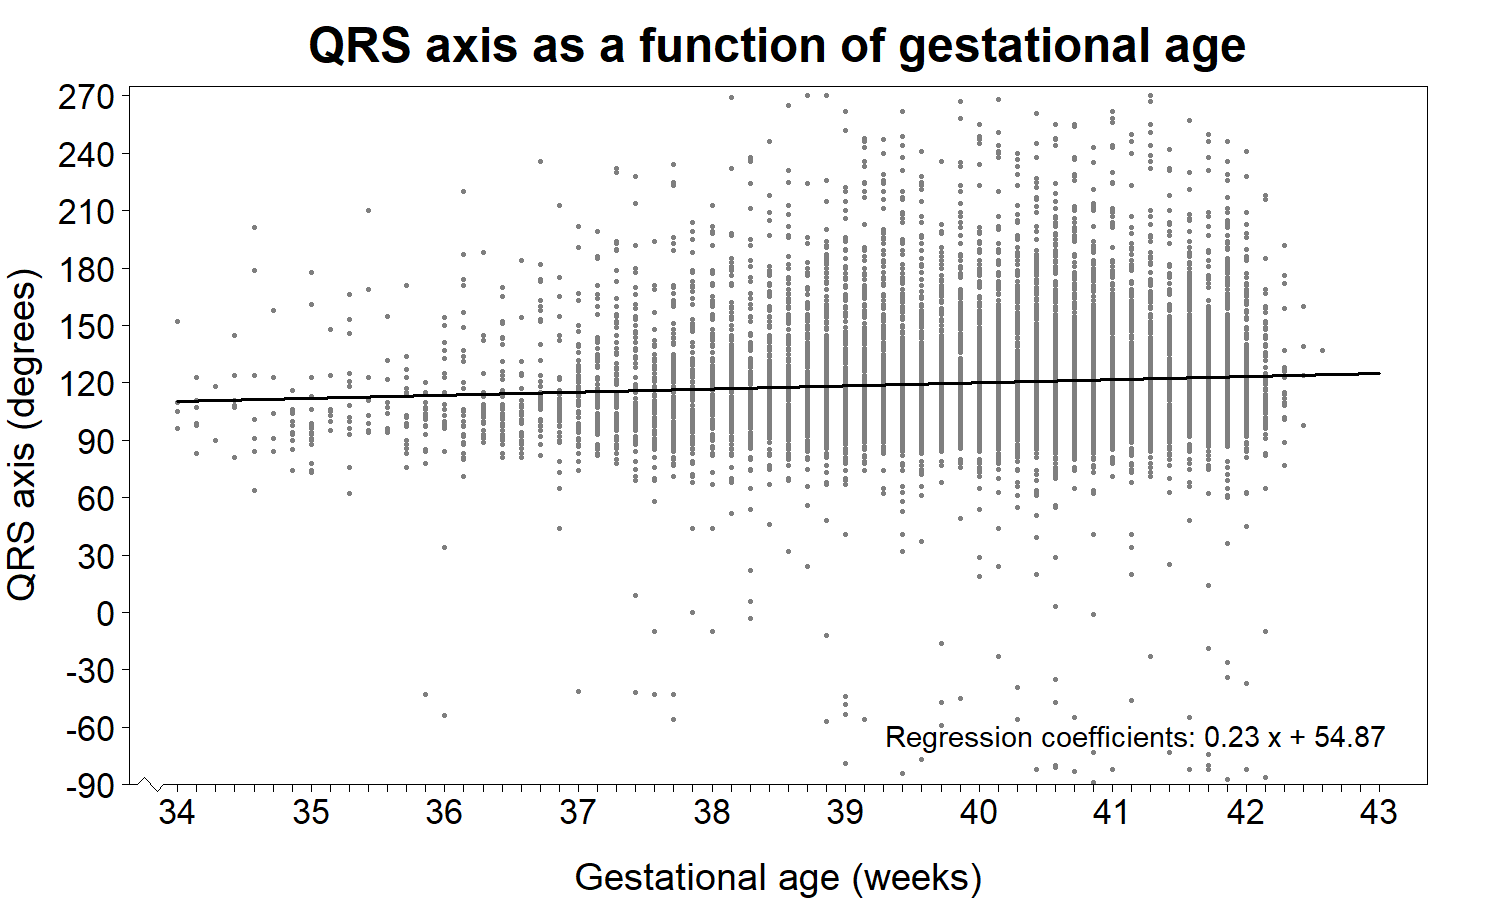 QRS axis as a function of gestational age
QRS axis (degrees)
270
240
210
180
150
120
90
60
30
0
-30
-60
-90
Regression coefficients: 0.23 x + 54.87
34 35 36 37 38 39 40 41 42 43
Gestational age (weeks)